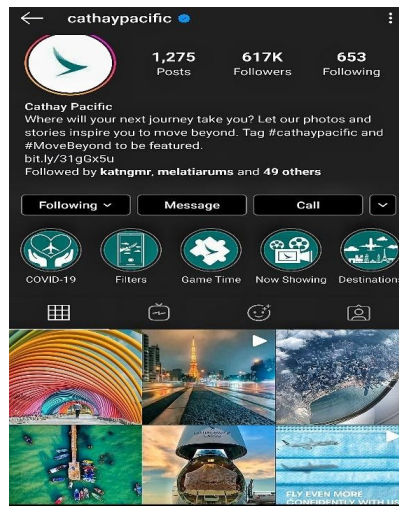 cathaypacific
1,275 617K 653
Posts Followers Following
Cathay Pacific
Where will your next journey take you? Let our photos and
stories inspire you to move beyond. Tag #cathaypacific and
#MoveBeyond to be featured.
bit.ly/31gGx5u
Followed by katngmr, melatiarums and 49 others
Following Message Call
COVID-19 Filters Game Time Now Showing Destination
FLY EVEN MORE
CONFIDENTLY WITH US